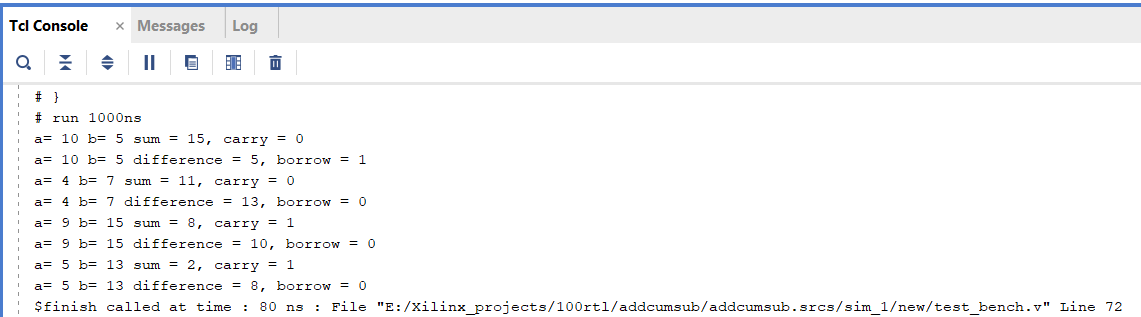 Tcl Console × Messages Log
# }
# run 1000ns
a= 10 b= 5 sum = 15, carry = 0
a= 10 b= 5 difference = 5, borrow = 1
a= 4 b= 7 sum = 11, carry = 0
a= 4 b= 7 difference = 13, borrow = 0
a= 9 b= 15 sum = 8, carry = 1
a= 9 b= 15 difference = 10, borrow = 0
a= 5 b= 13 sum = 2, carry = 1
a= 5 b= 13 difference = 8, borrow = 0
$finish called at time : 80 ns : File "E:/Xilinx_projects/100rtl/addcumsub/addcumsub.srcs/sim_1/new/test_bench.v" Line 72